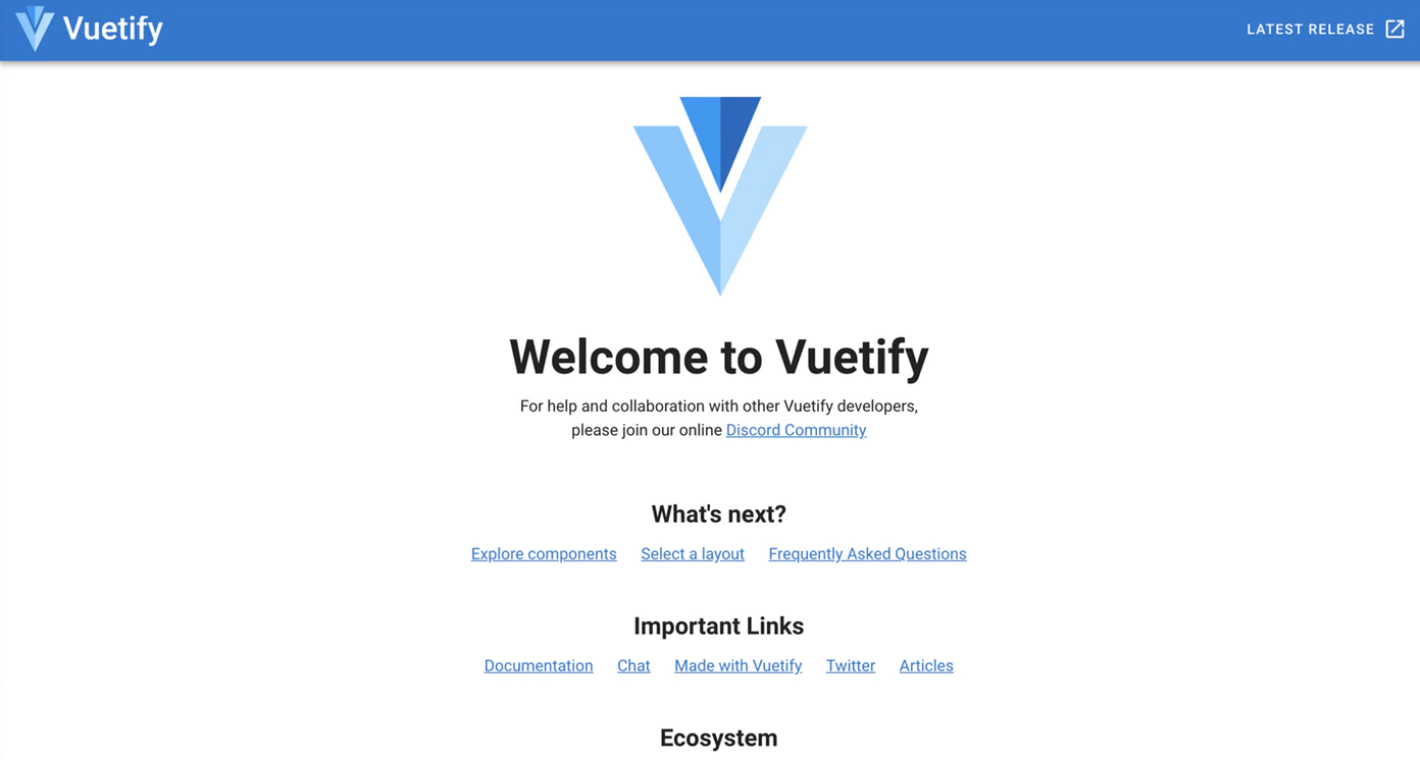 Vuetify
LATEST RELEASE
Welcome to Vuetify
For help and collaboration with other Vuetify developers,
please join our online Discord Community
What's next?
Explore components Select a layout Frequently Asked Questions
Important Links
Documentation Chat Made with Vuetify Twitter Articles
Ecosystem